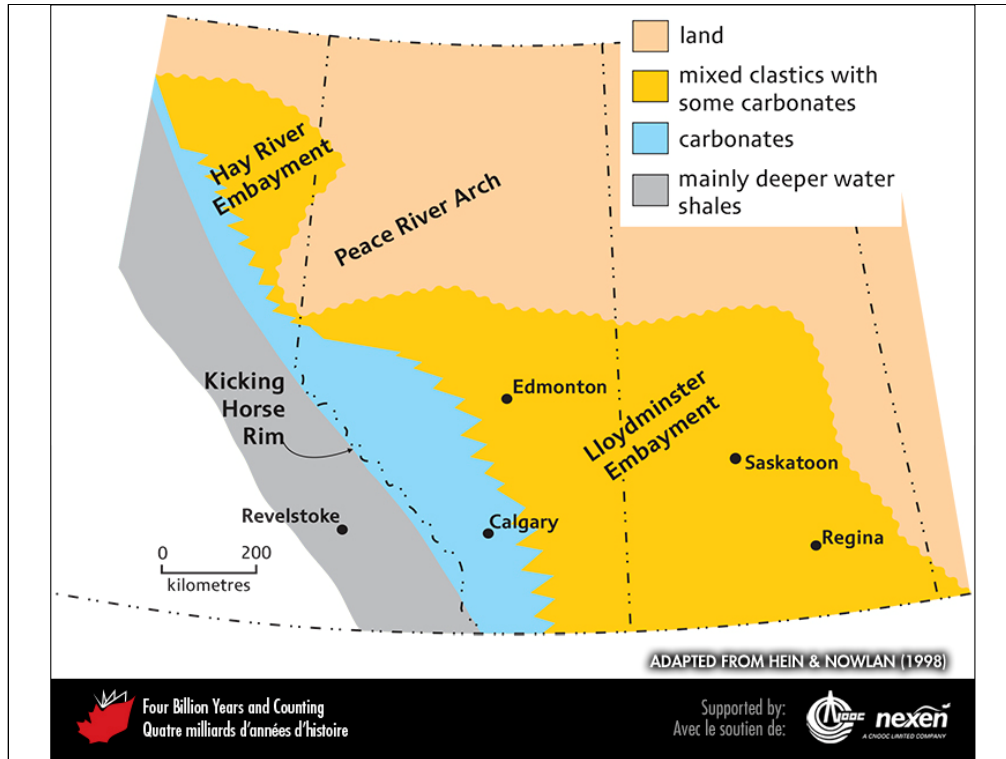 land
mixed clastics with
some carbonates
carbonates
mainly deeper water
shales
Hay River
Embayment
Peace River Arch
Kicking
Horse
Rim
Edmonton
Lloydminster
Embayment
Saskatoon
Revelstoke
Calgary
Regina
0 200
kilometres
ADAPTED FROM HEIN & NOWLAN (1998)
Four Billion Years and Counting
Quatre milliards d'années d'histoire
Supported by:
Avec le soutien de:
CNOOC
nexen
A CNOOC LIMITED COMPANY